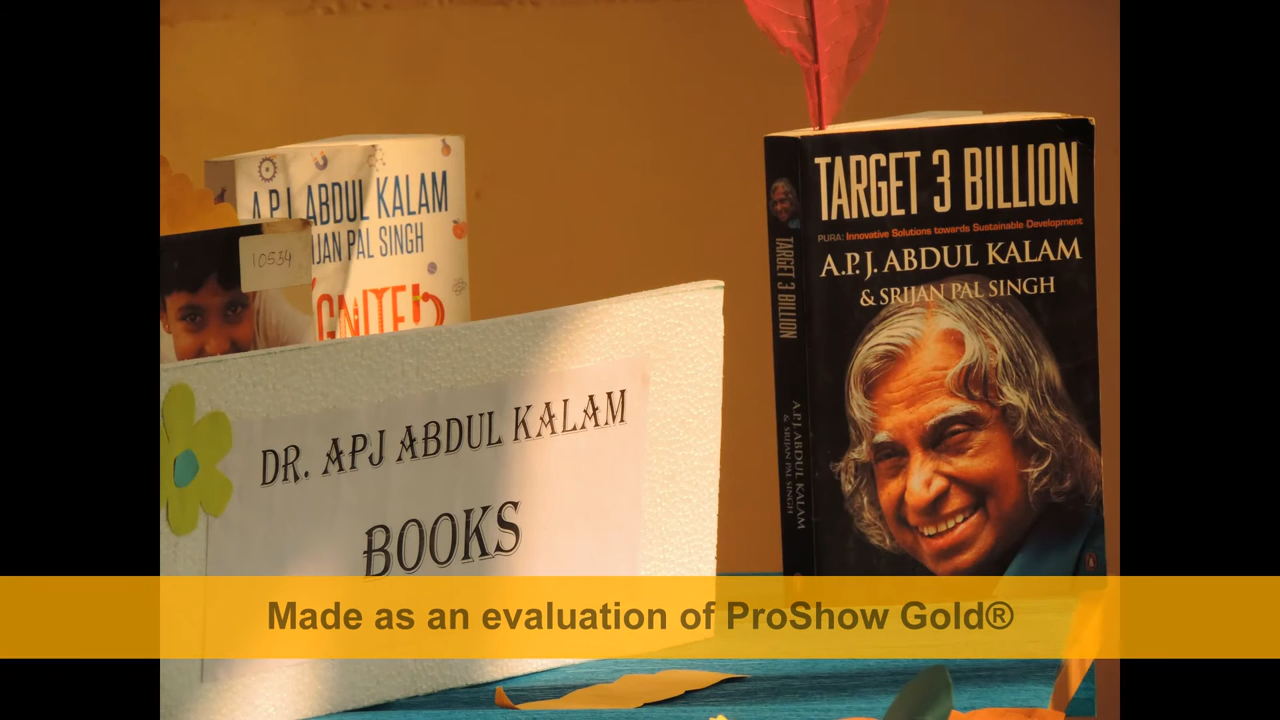 A.P.J. ABDUL KALAM
SRIJAN PAL SINGH
10534
IGNITED
DR. APJ ABDUL KALAM
BOOKS
TARGET 3 BILLION
PURA: Innovative Solutions towards Sustainable Development
A.P.J. ABDUL KALAM
& SRIJAN PAL SINGH
TARGET 3 BILLION
A.P.J. ABDUL KALAM
& SRIJAN PAL SINGH
Made as an evaluation of ProShow Gold®